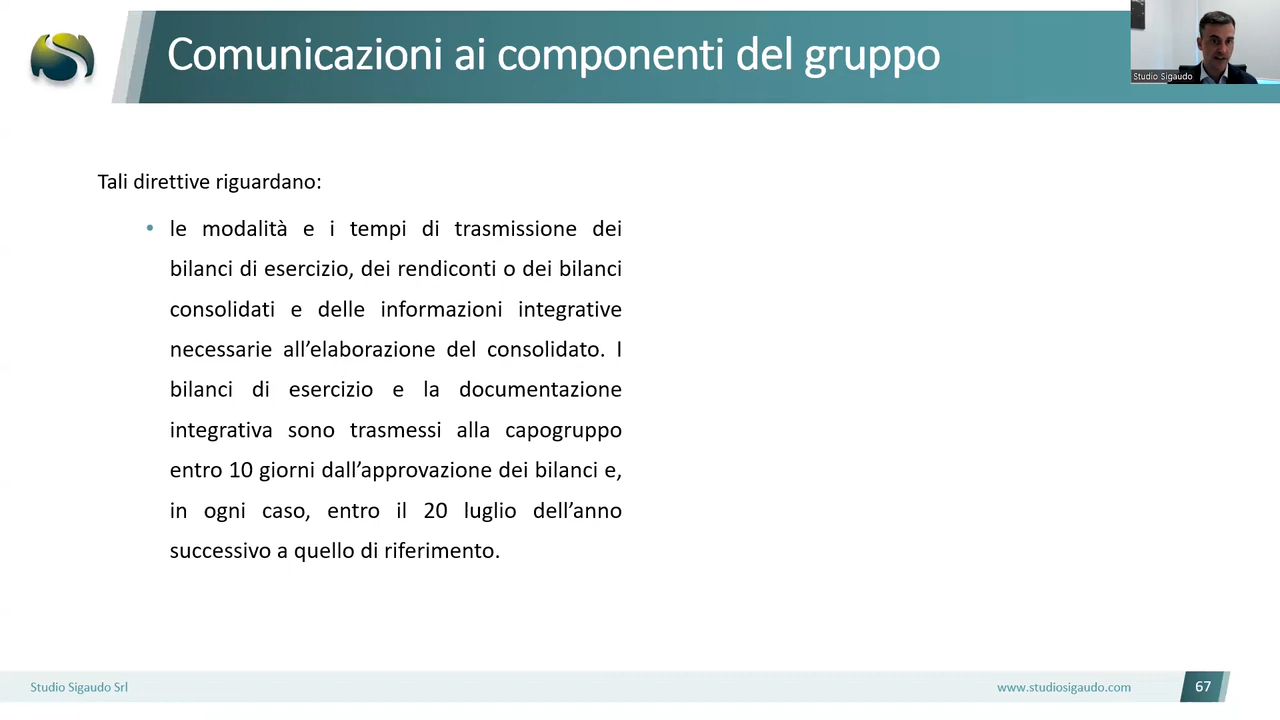 Comunicazioni ai componenti del gruppo
Studio Sigaudo
Tali direttive riguardano:
• le modalità e i tempi di trasmissione dei
bilanci di esercizio, dei rendiconti o dei bilanci
consolidati e delle informazioni integrative
necessarie all’elaborazione del consolidato. I
bilanci di esercizio e la documentazione
integrativa sono trasmessi alla capogruppo
entro 10 giorni dall’approvazione dei bilanci e,
in ogni caso, entro il 20 luglio dell’anno
successivo a quello di riferimento.
Studio Sigaudo Srl
www.studiosigaudo.com
67